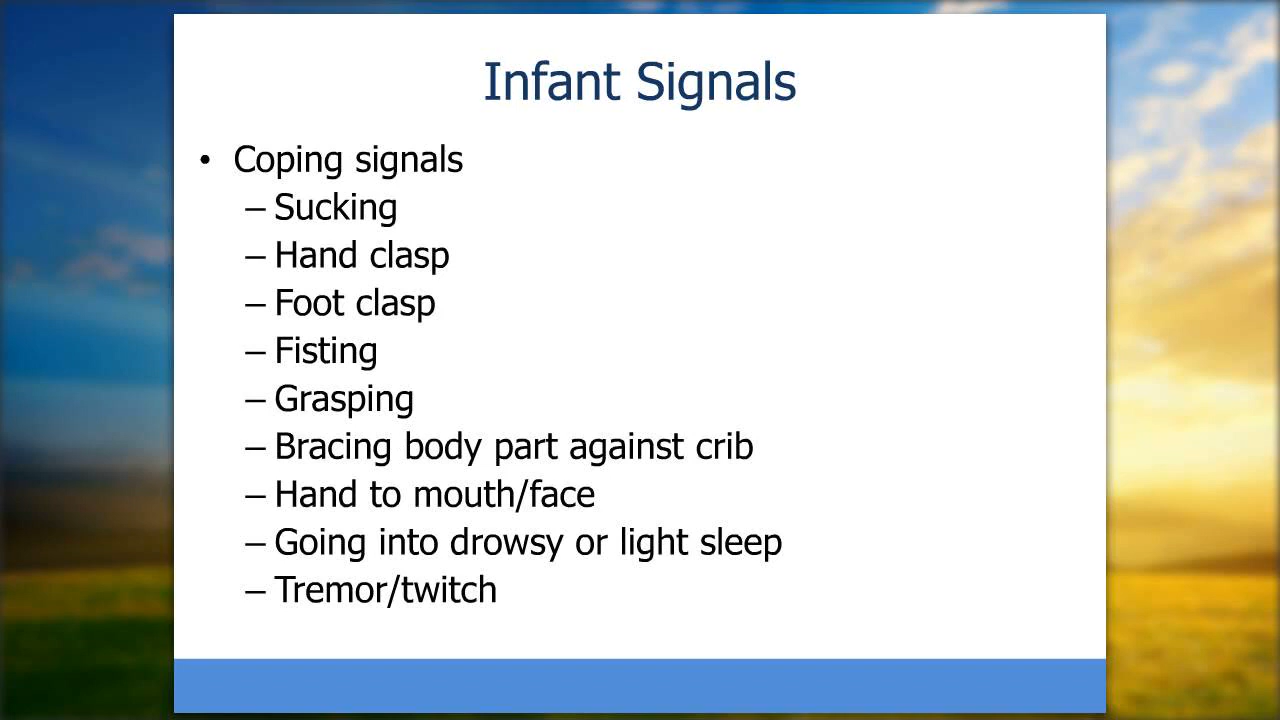 Infant Signals
• Coping signals
– Sucking
– Hand clasp
– Foot clasp
– Fisting
– Grasping
– Bracing body part against crib
– Hand to mouth/face
– Going into drowsy or light sleep
– Tremor/twitch